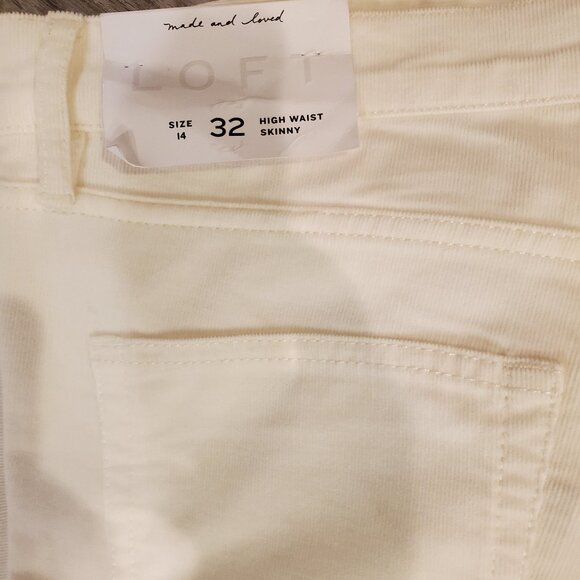 made and loved
LOFT
SIZE 14 32 HIGH WAIST SKINNY